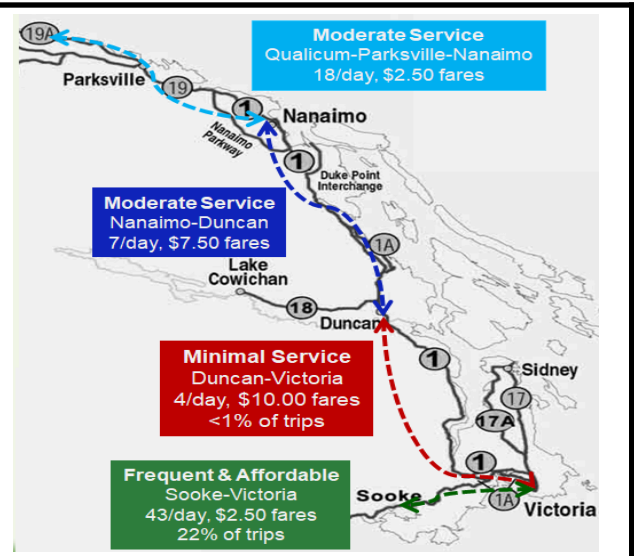 19A
Moderate Service
Qualicum-Parksville-Nanaimo
18/day, $2.50 fares
Parksville
19
1
Nanaimo
Nanaimo
Parkway
1
Duke Point
Interchange
Moderate Service
Nanaimo-Duncan
7/day, $7.50 fares
1A
Lake
Cowichan
18
Duncan
Minimal Service
Duncan-Victoria
4/day, $10.00 fares
<1% of trips
1
Sidney
17
17A
Frequent & Affordable
Sooke-Victoria
43/day, $2.50 fares
22% of trips
1
Sooke
1A
Victoria